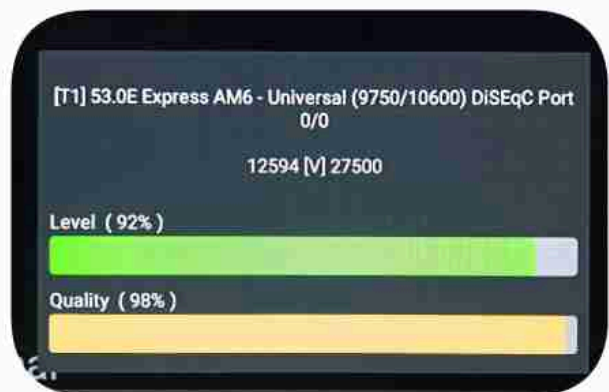 [T1] 53.0E Express AM6 - Universal (9750/10600) DiSEqC Port
0/0
12594 [V] 27500
Level ( 92% )
Quality ( 98% )